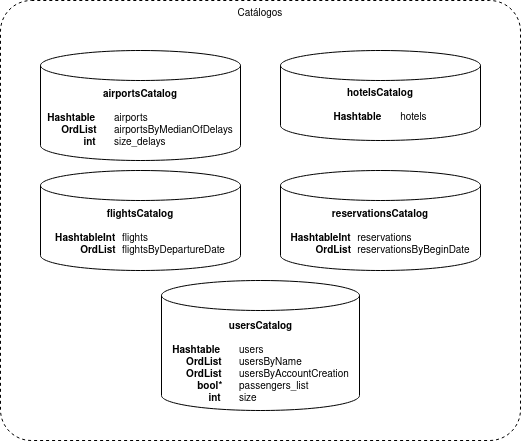 Catálogos
airportsCatalog
Hashtable airports
OrdList airportsByMedianOfDelays
int size_delays
hotelsCatalog
Hashtable hotels
flightsCatalog
HashtableInt flights
OrdList flightsByDepartureDate
reservationsCatalog
HashtableInt reservations
OrdList reservationsByBeginDate
usersCatalog
Hashtable users
OrdList usersByName
OrdList usersByAccountCreation
bool* passengers_list
int size